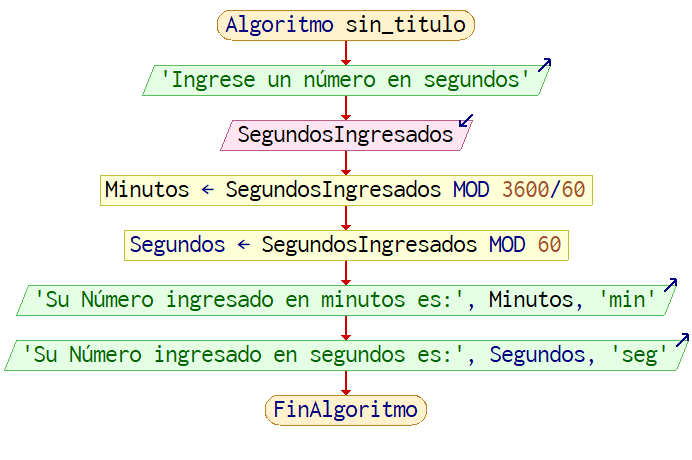 Algoritmo sin_titulo
'Ingrese un número en segundos'
SegundosIngresados
Minutos ← SegundosIngresados MOD 3600/60
Segundos ← SegundosIngresados MOD 60
'Su Número ingresado en minutos es:', Minutos, 'min'
'Su Número ingresado en segundos es:', Segundos, 'seg'
FinAlgoritmo